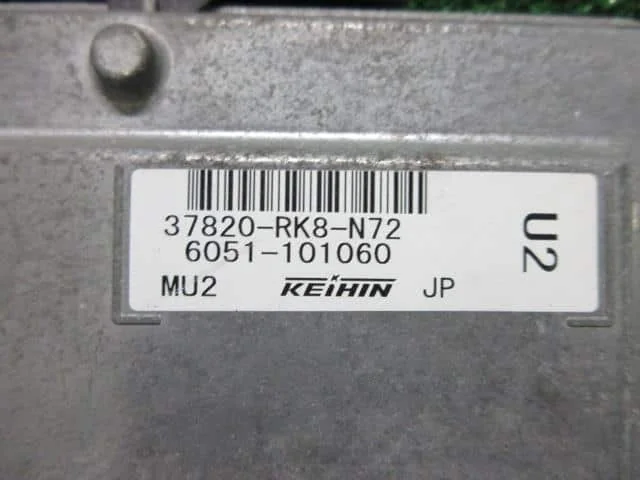 37820-RK8-N72
6051-101060
MU2 KEIHIN JP
U2